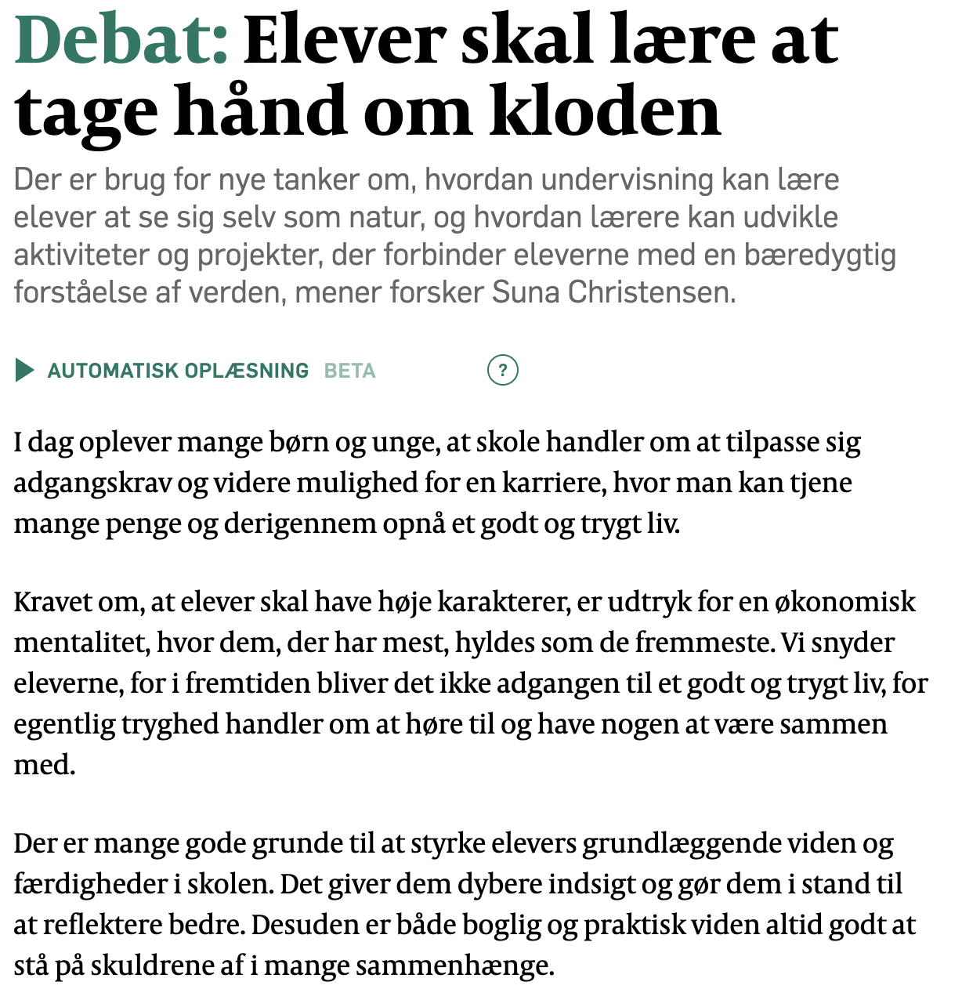 Debat: Elever skal lære at
tage hånd om kloden
Der er brug for nye tanker om, hvordan undervisning kan lære
elever at se sig selv som natur, og hvordan lærere kan udvikle
aktiviteter og projekter, der forbinder eleverne med en bæredygtig
forståelse af verden, mener forsker Suna Christensen.
AUTOMATISK OPLÆSNING BETA ?
I dag oplever mange børn og unge, at skole handler om at tilpasse sig
adgangskrav og videre mulighed for en karriere, hvor man kan tjene
mange penge og derigennem opnå et godt og trygt liv.
Kravet om, at elever skal have høje karakterer, er udtryk for en økonomisk
mentalitet, hvor dem, der har mest, hyldes som de fremmeste. Vi snyder
eleverne, for i fremtiden bliver det ikke adgangen til et godt og trygt liv, for
egentlig tryghed handler om at høre til og have nogen at være sammen
med.
Der er mange gode grunde til at styrke elevers grundlæggende viden og
færdigheder i skolen. Det giver dem dybere indsigt og gør dem i stand til
at reflektere bedre. Desuden er både boglig og praktisk viden altid godt at
stå på skuldrene af i mange sammenhænge.